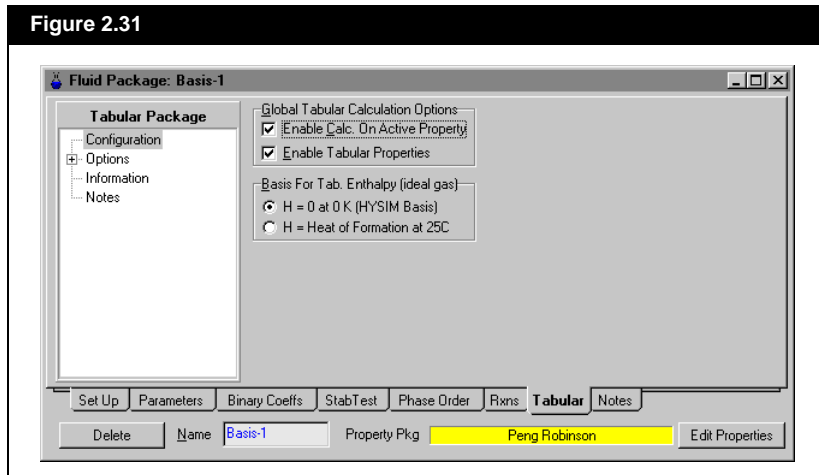 Figure 2.31
Fluid Package: Basis-1
Tabular Package
Configuration
Options
Information
Notes
Global Tabular Calculation Options
Enable Calc. On Active Property
Enable Tabular Properties
Basis For Tab. Enthalpy (ideal gas)
H = 0 at 0 K (HYSIM Basis)
H = Heat of Formation at 25C
Set Up Parameters Binary Coeffs StabTest Phase Order Rxns Tabular Notes
Delete Name Basis-1 Property Pkg Peng Robinson Edit Properties